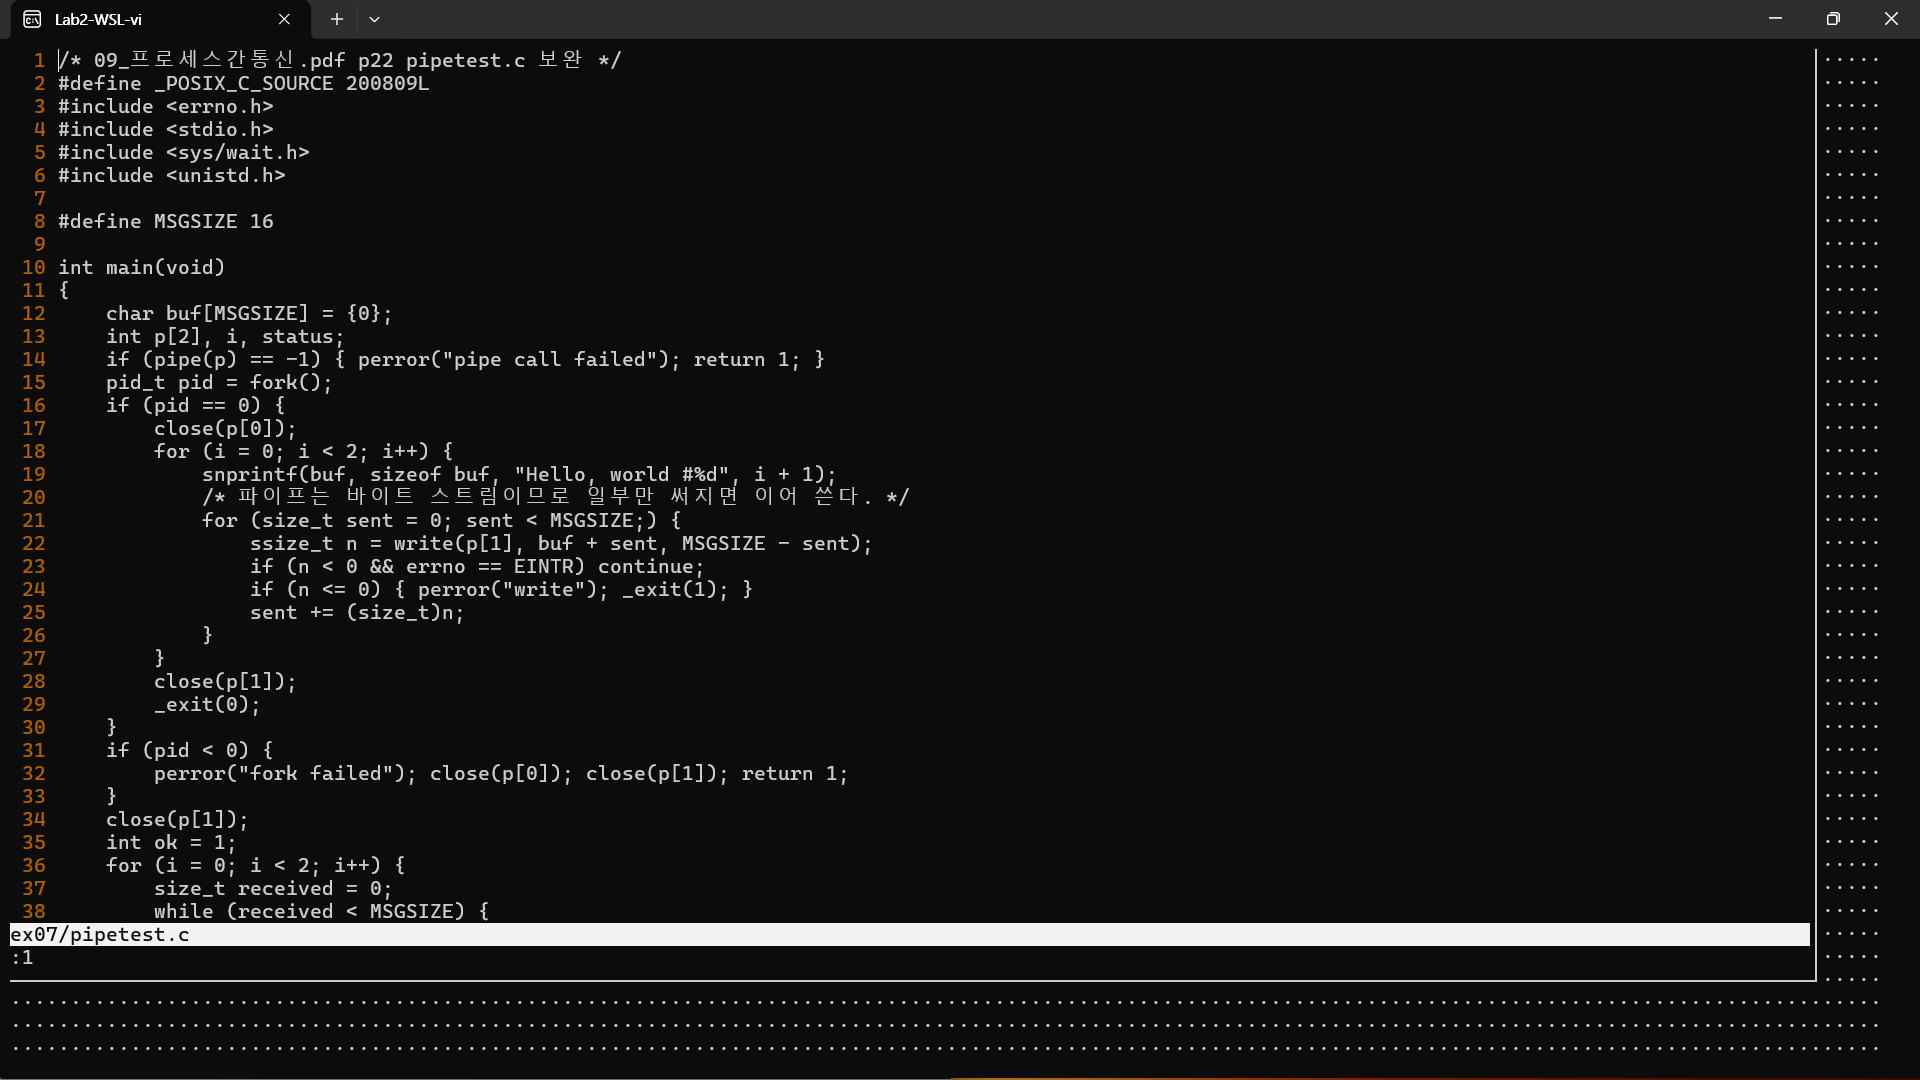 Lab2-WSL-vi
1 /* 09_프로세스간통신.pdf p22 pipetest.c 보완 */
2 #define _POSIX_C_SOURCE 200809L
3 #include <errno.h>
4 #include <stdio.h>
5 #include <sys/wait.h>
6 #include <unistd.h>
7
8 #define MSGSIZE 16
9
10 int main(void)
11 {
12     char buf[MSGSIZE] = {0};
13     int p[2], i, status;
14     if (pipe(p) == -1) { perror("pipe call failed"); return 1; }
15     pid_t pid = fork();
16     if (pid == 0) {
17         close(p[0]);
18         for (i = 0; i < 2; i++) {
19             snprintf(buf, sizeof buf, "Hello, world #%d", i + 1);
20             /* 파이프는 바이트 스트림이므로 일부만 써지면 이어 쓴다. */
21             for (size_t sent = 0; sent < MSGSIZE;) {
22                 ssize_t n = write(p[1], buf + sent, MSGSIZE - sent);
23                 if (n < 0 && errno == EINTR) continue;
24                 if (n <= 0) { perror("write"); _exit(1); }
25                 sent += (size_t)n;
26             }
27         }
28         close(p[1]);
29         _exit(0);
30     }
31     if (pid < 0) {
32         perror("fork failed"); close(p[0]); close(p[1]); return 1;
33     }
34     close(p[1]);
35     int ok = 1;
36     for (i = 0; i < 2; i++) {
37         size_t received = 0;
38         while (received < MSGSIZE) {
ex07/pipetest.c
:1